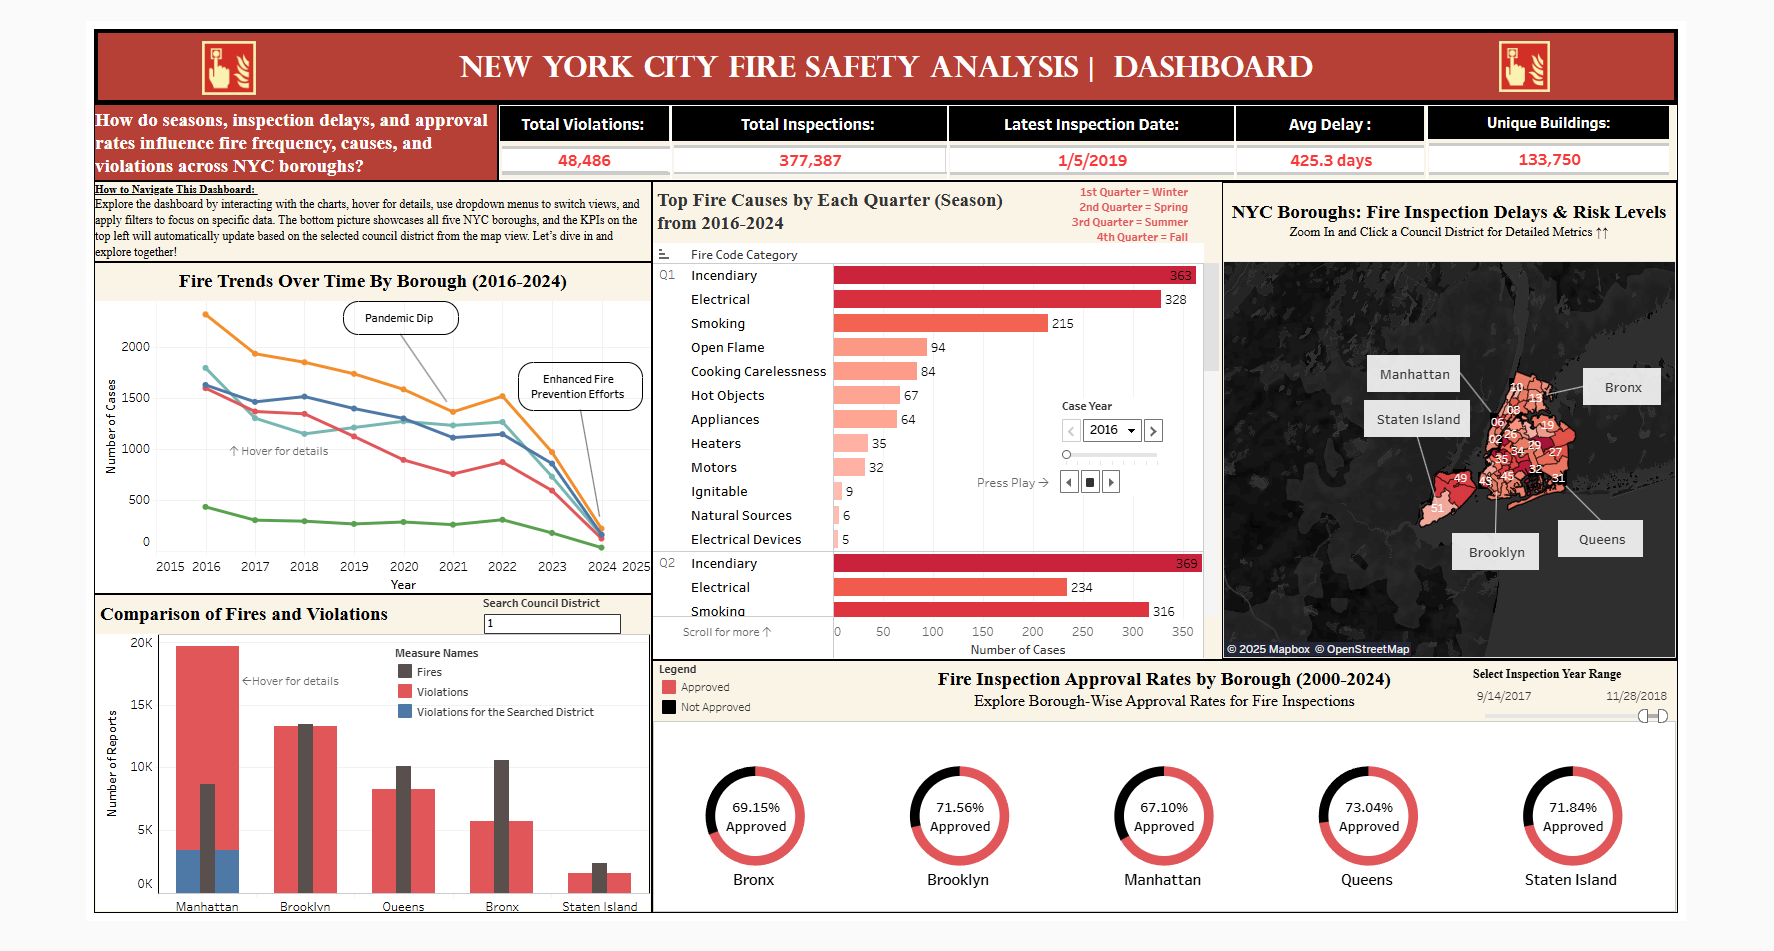 NEW YORK CITY FIRE SAFETY ANALYSIS | DASHBOARD
How do seasons, inspection delays, and approval
rates influence fire frequency, causes, and
violations across NYC boroughs?
Total Violations:
48,486
Total Inspections:
377,387
Latest Inspection Date:
1/5/2019
Avg Delay :
425.3 days
Unique Buildings:
133,750
How to Navigate This Dashboard:
Explore the dashboard by interacting with the charts, hover for details, use dropdown menus to switch views, and
apply filters to focus on specific data. The bottom picture showcases all five NYC boroughs, and the KPIs on the
top left will automatically update based on the selected council district from the map view. Let's dive in and
explore together!
Fire Trends Over Time By Borough (2016-2024)
Pandemic Dip
Enhanced Fire
Prevention Efforts
↑ Hover for details
Number of Cases
2000
1500
1000
500
0
2015 2016 2017 2018 2019 2020 2021 2022 2023 2024 2025
Year
Comparison of Fires and Violations
Search Council District
1
Measure Names
Fires
Violations
Violations for the Searched District
←Hover for details
Number of Reports
20K
15K
10K
5K
0K
Manhattan Brooklyn Queens Bronx Staten Island
Top Fire Causes by Each Quarter (Season)
from 2016-2024
1st Quarter = Winter
2nd Quarter = Spring
3rd Quarter = Summer
4th Quarter = Fall
Fire Code Category
Q1 Incendiary 363
Electrical 328
Smoking 215
Open Flame 94
Cooking Carelessness 84
Hot Objects 67
Appliances 64
Heaters 35
Motors 32
Ignitable 9
Natural Sources 6
Electrical Devices 5
Q2 Incendiary 369
Electrical 234
Smoking 316
Case Year
2016
Press Play →
Scroll for more ↑
0 50 100 150 200 250 300 350
Number of Cases
NYC Boroughs: Fire Inspection Delays & Risk Levels
Zoom In and Click a Council District for Detailed Metrics ↑↑
Manhattan
Bronx
Staten Island
Brooklyn
Queens
10
13
08
06
19
02
26
29
34
27
35
32
49
43
45
31
51
© 2025 Mapbox © OpenStreetMap
Legend
Approved
Not Approved
Fire Inspection Approval Rates by Borough (2000-2024)
Explore Borough-Wise Approval Rates for Fire Inspections
Select Inspection Year Range
9/14/2017 11/28/2018
69.15%
Approved
Bronx
71.56%
Approved
Brooklyn
67.10%
Approved
Manhattan
73.04%
Approved
Queens
71.84%
Approved
Staten Island